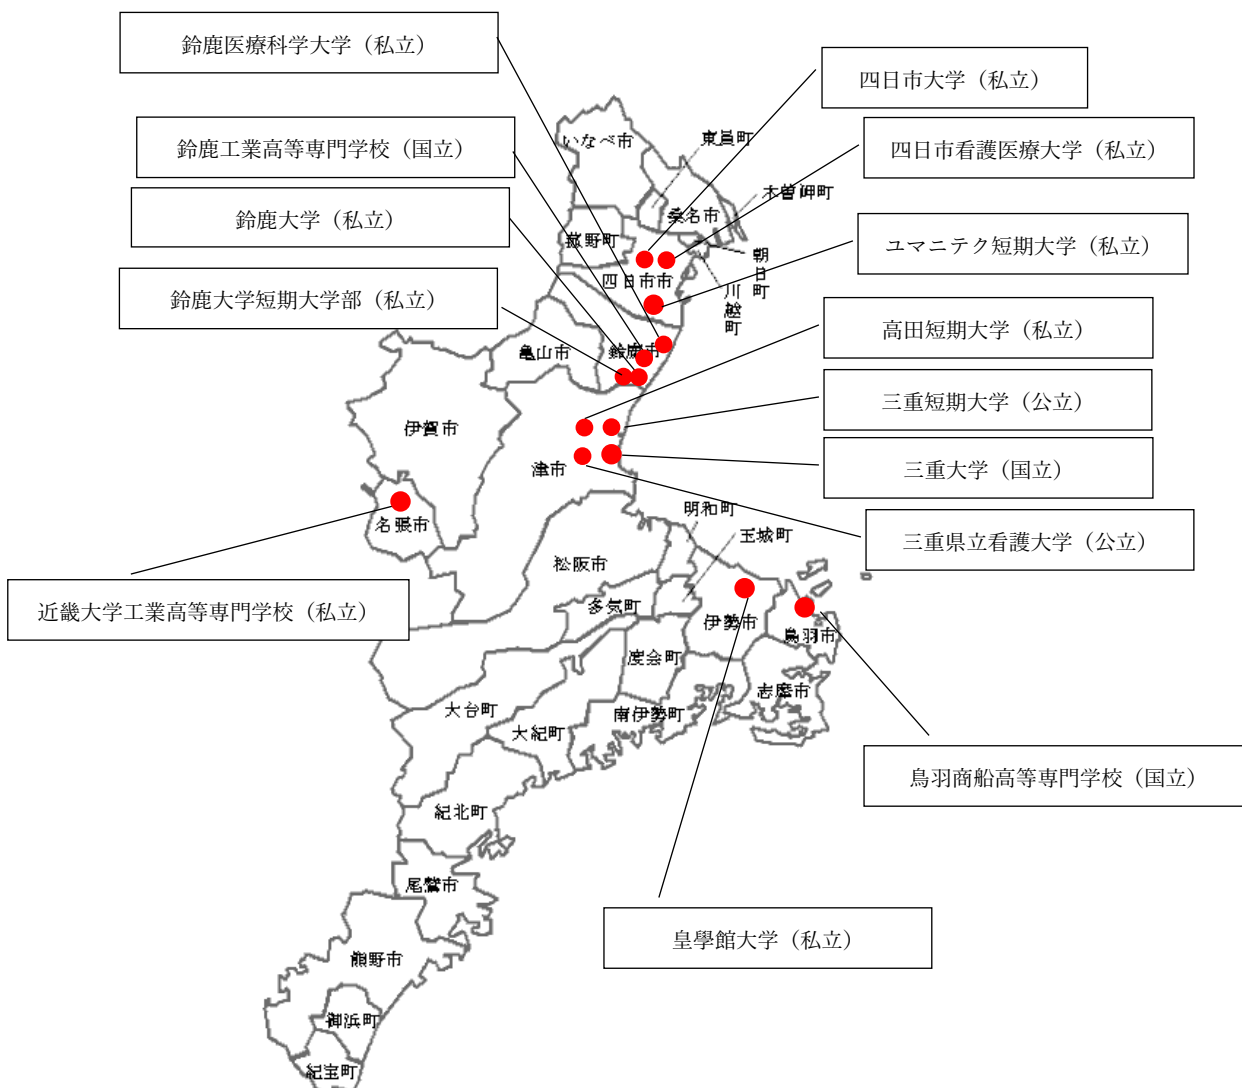 鈴鹿医療科学大学（私立）
四日市大学（私立）
鈴鹿工業高等専門学校（国立）
四日市看護医療大学（私立）
いなべ市
東員町
木曽岬町
桑名市
鈴鹿大学（私立）
菰野町
朝日町
ユマニテク短期大学（私立）
四日市市
川越町
鈴鹿大学短期大学部（私立）
高田短期大学（私立）
亀山市
鈴鹿市
三重短期大学（公立）
伊賀市
津市
三重大学（国立）
名張市
明和町
玉城町
三重県立看護大学（公立）
松阪市
近畿大学工業高等専門学校（私立）
多気町
伊勢市
鳥羽市
度会町
志摩市
大台町
南伊勢町
大紀町
鳥羽商船高等専門学校（国立）
紀北町
尾鷲市
皇學館大学（私立）
熊野市
御浜町
紀宝町